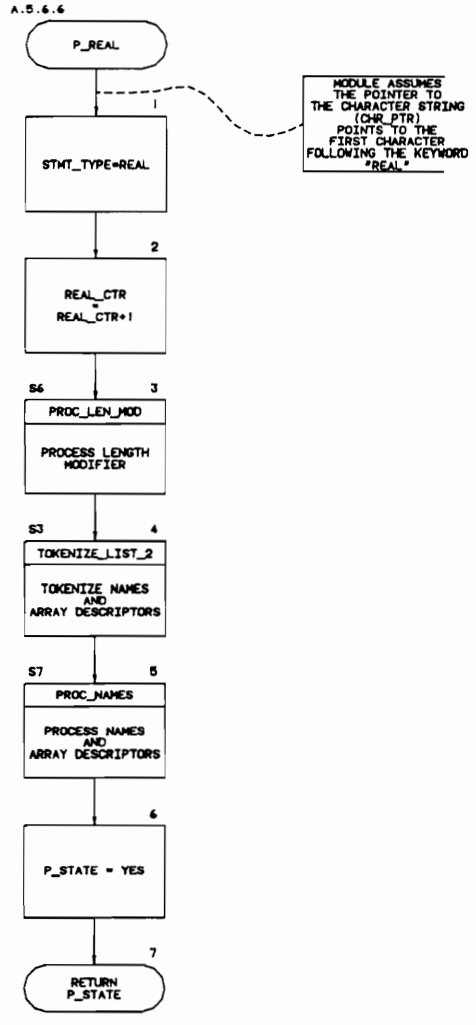 A.5.6.6
P_REAL
MODULE ASSUMES
THE POINTER TO
THE CHARACTER STRING
(CHR_PTR)
POINTS TO THE
FIRST CHARACTER
FOLLOWING THE KEYWORD
"REAL"
1
STMT_TYPE=REAL
2
REAL_CTR
=
REAL_CTR+1
S6 3
PROC_LEN_MOD
PROCESS LENGTH
MODIFIER
S3 4
TOKENIZE_LIST_2
TOKENIZE NAMES
AND
ARRAY DESCRIPTORS
S7 5
PROC_NAMES
PROCESS NAMES
AND
ARRAY DESCRIPTORS
6
P_STATE = YES
7
RETURN
P_STATE